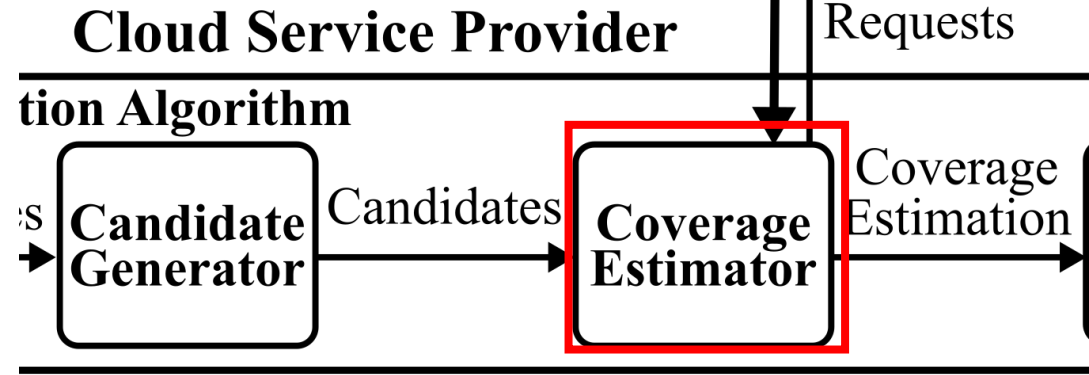 Cloud Service Provider
Requests
tion Algorithm
Candidate
Generator
Candidates
Coverage
Estimator
Coverage
Estimation